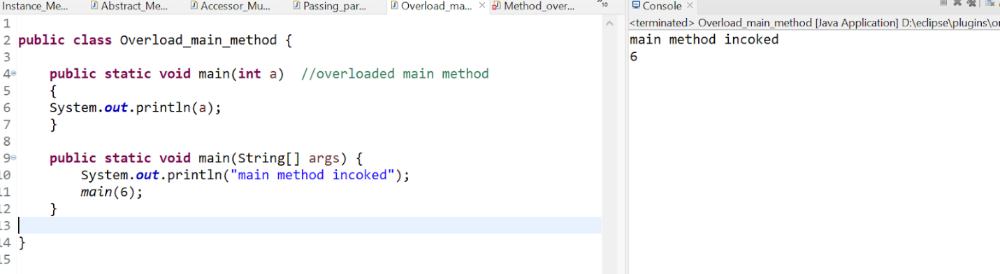 Instance_Me... Abstract_Me... Accessor_Mu... Passing_par... Overload_ma... Method_over... 10
1
2 public class Overload_main_method {
3
4 public static void main(int a) //overloaded main method
5 {
6 System.out.println(a);
7 }
8
9 public static void main(String[] args) {
10 System.out.println("main method incoked");
11 main(6);
12 }
13
14 }
15
Console
<terminated> Overload_main_method [Java Application] D:\eclipse\plugins\or
main method incoked
6